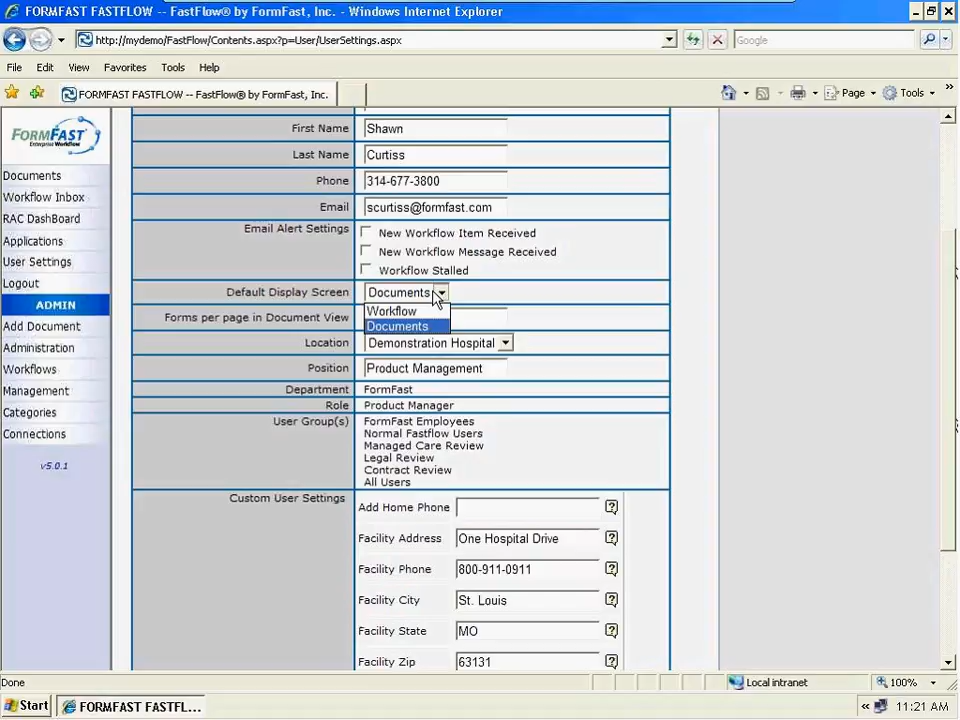 FORMFAST FASTFLOW -- FastFlow® by FormFast, Inc. - Windows Internet Explorer
http://mydemo/FastFlow/Contents.aspx?p=User/UserSettings.aspx
Google
File Edit View Favorites Tools Help
FORMFAST FASTFLOW -- FastFlow® by FormFast, Inc.
Page Tools »
FORMFAST
Enterprise Workflow
Documents
Workflow Inbox
RAC DashBoard
Applications
User Settings
Logout
ADMIN
Add Document
Administration
Workflows
Management
Categories
Connections
v5.0.1
First Name Shawn
Last Name Curtiss
Phone 314-677-3800
Email scurtiss@formfast.com
Email Alert Settings New Workflow Item Received
New Workflow Message Received
Workflow Stalled
Default Display Screen Documents
Workflow
Documents
Forms per page in Document View
Location Demonstration Hospital
Position Product Management
Department FormFast
Role Product Manager
User Group(s) FormFast Employees
Normal Fastflow Users
Managed Care Review
Legal Review
Contract Review
All Users
Custom User Settings
Add Home Phone ?
Facility Address One Hospital Drive ?
Facility Phone 800-911-0911 ?
Facility City St. Louis ?
Facility State MO ?
Facility Zip 63131 ?
Done Local intranet 100%
Start FORMFAST FASTFL... « 11:21 AM